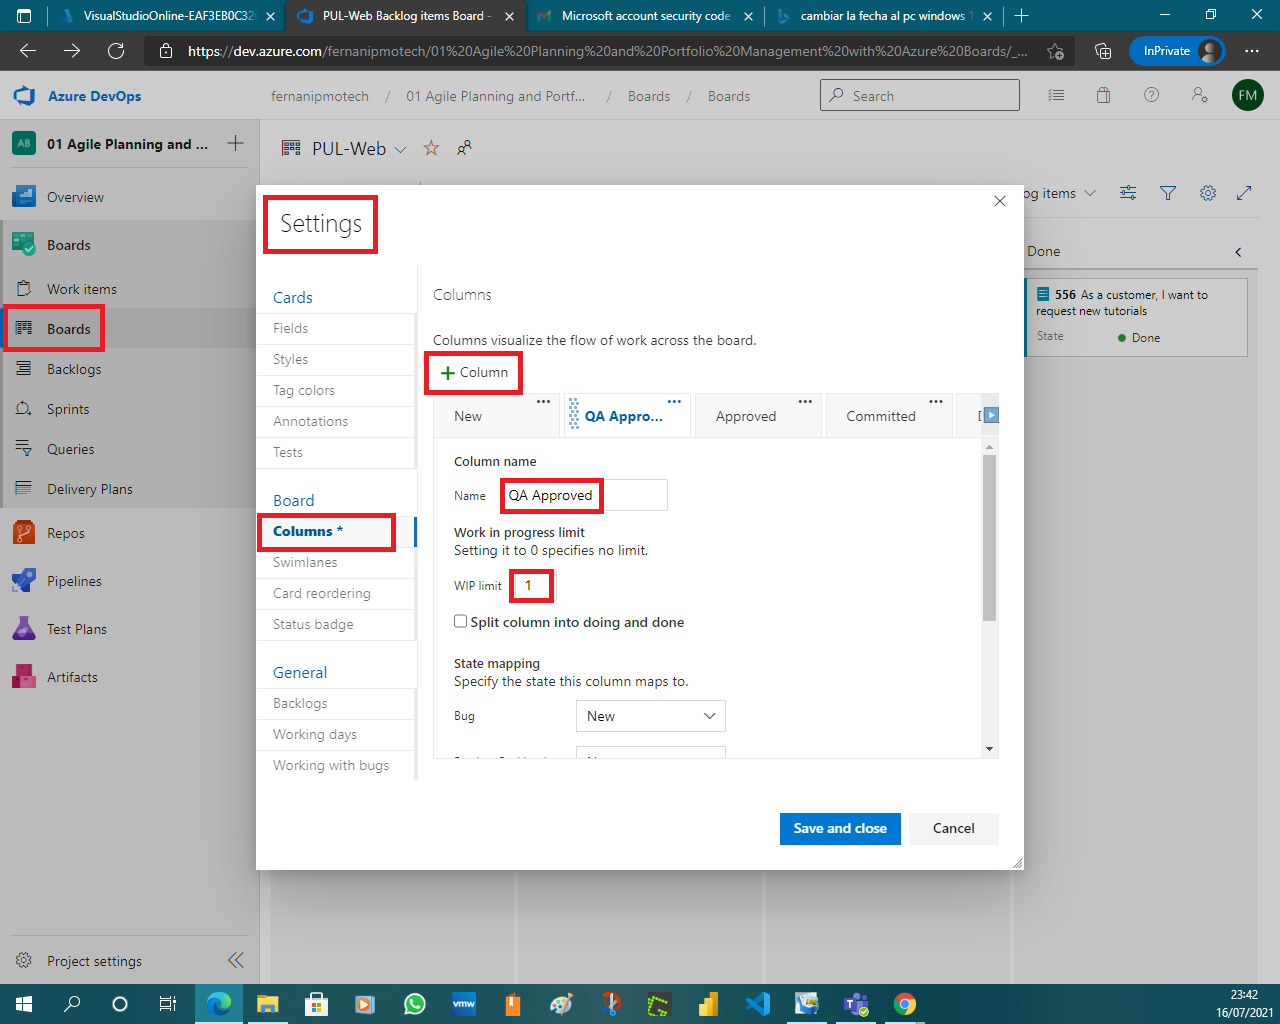 VisualStudioOnline-EAF3EB0C32
PUL-Web Backlog items Board -
Microsoft account security code
cambiar la fecha al pc windows 1
https://dev.azure.com/fernanipmotech/01%20Agile%20Planning%20and%20Portfolio%20Management%20with%20Azure%20Boards/_...
InPrivate
Azure DevOps
fernanipmotech / 01 Agile Planning and Portf... / Boards / Boards
Search
FM
AB
01 Agile Planning and ...
PUL-Web
Overview
Boards
Work items
Boards
Backlogs
Sprints
Queries
Delivery Plans
Repos
Pipelines
Test Plans
Artifacts
Project settings
Settings
Cards
Fields
Styles
Tag colors
Annotations
Tests
Board
Columns *
Swimlanes
Card reordering
Status badge
General
Backlogs
Working days
Working with bugs
Columns
Columns visualize the flow of work across the board.
+ Column
New
QA Appro...
Approved
Committed
Column name
Name
QA Approved
Work in progress limit
Setting it to 0 specifies no limit.
WIP limit
1
Split column into doing and done
State mapping
Specify the state this column maps to.
Bug
New
Save and close
Cancel
og items
Done
556 As a customer, I want to
request new tutorials
State
Done
vmw
23:42
16/07/2021